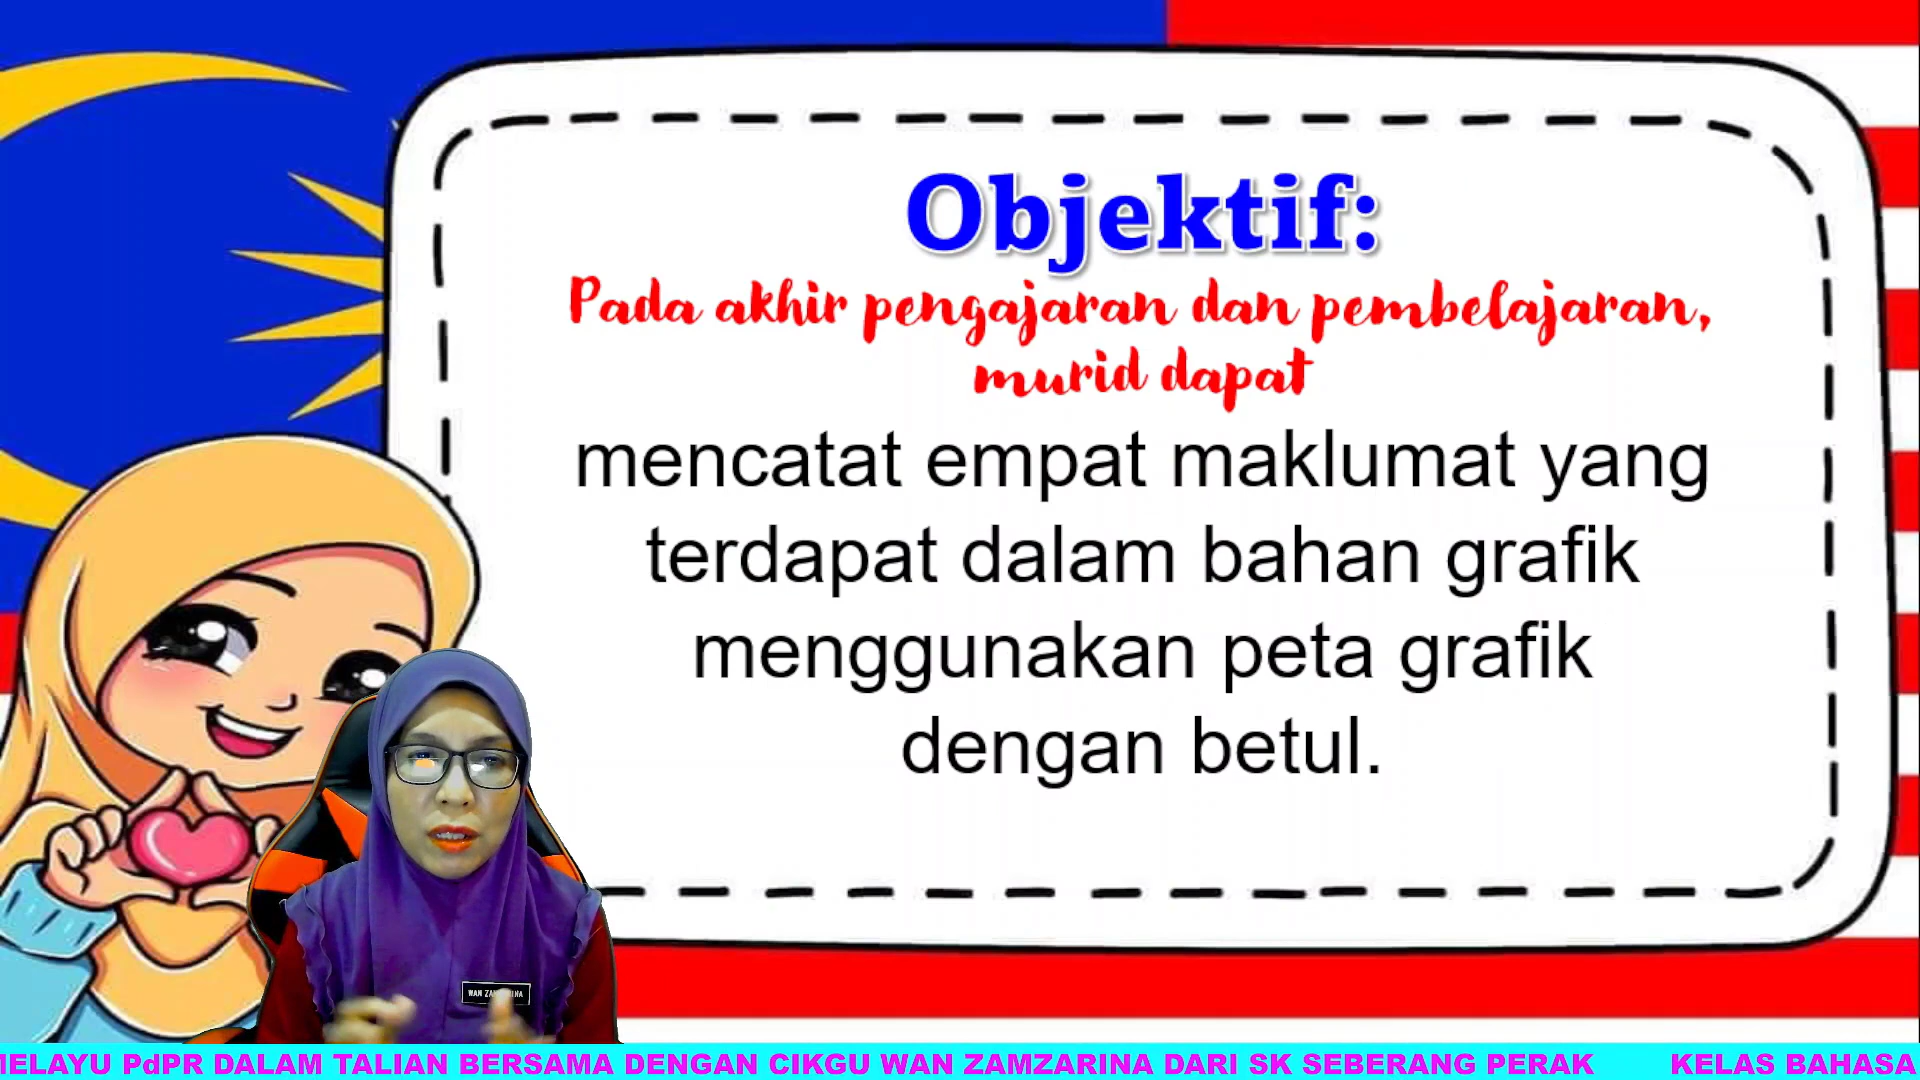 Objektif:
Pada akhir pengajaran dan pembelajaran,
murid dapat
mencatat empat maklumat yang
terdapat dalam bahan grafik
menggunakan peta grafik
dengan betul.
WAN
MELAYU PdPR DALAM TALIAN BERSAMA DENGAN CIKGU WAN ZAMZARINA DARI SK SEBERANG PERAK KELAS BAHASA